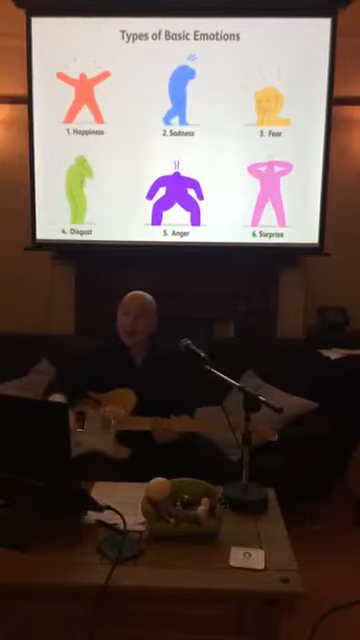 Types of Basic Emotions
1. Happiness
2. Sadness
3. Fear
4. Disgust
5. Anger
6. Surprise